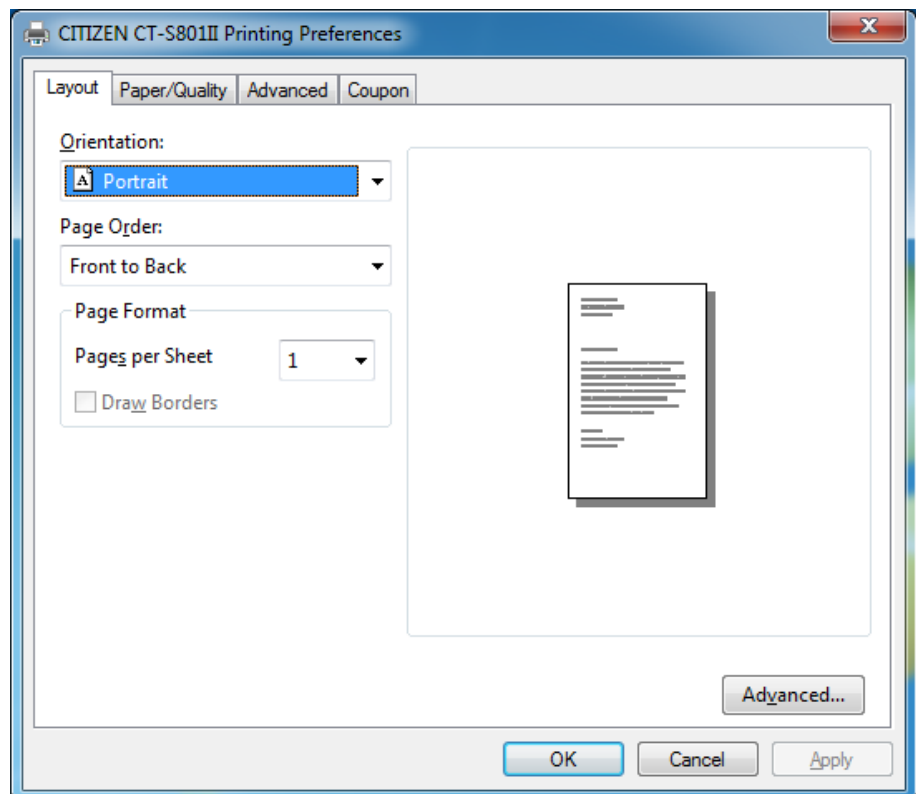 CITIZEN CT-S801II Printing Preferences
Layout Paper/Quality Advanced Coupon
Orientation:
A Portrait
Page Order:
Front to Back
Page Format
Pages per Sheet 1
Draw Borders
Advanced...
OK Cancel Apply